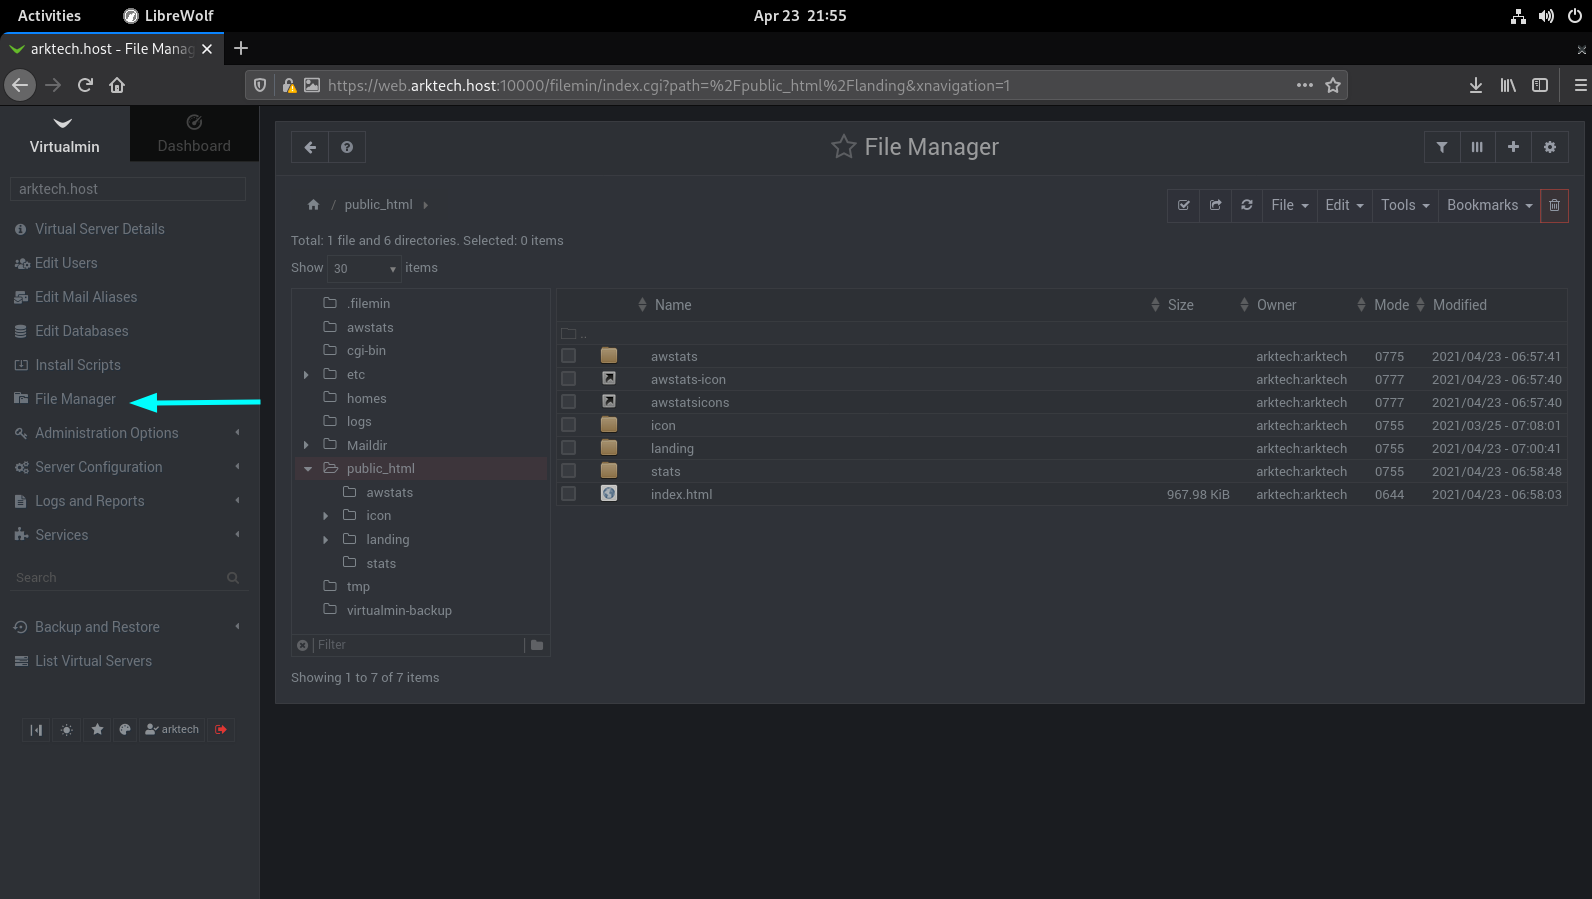 Activities LibreWolf Apr 23 21:55
arktech.host - File Manag
https://web.arktech.host:10000/filemin/index.cgi?path=%2Fpublic_html%2Flanding&xnavigation=1
Virtualmin Dashboard
arktech.host
Virtual Server Details
Edit Users
Edit Mail Aliases
Edit Databases
Install Scripts
File Manager
Administration Options
Server Configuration
Logs and Reports
Services
Search
Backup and Restore
List Virtual Servers
arktech
File Manager
/ public_html
File Edit Tools Bookmarks
Total: 1 file and 6 directories. Selected: 0 items
Show 30 items
.filemin
awstats
cgi-bin
etc
homes
logs
Maildir
public_html
awstats
icon
landing
stats
tmp
virtualmin-backup
Filter
Name Size Owner Mode Modified
..
awstats arktech:arktech 0775 2021/04/23 - 06:57:41
awstats-icon arktech:arktech 0777 2021/04/23 - 06:57:40
awstatsicons arktech:arktech 0777 2021/04/23 - 06:57:40
icon arktech:arktech 0755 2021/03/25 - 07:08:01
landing arktech:arktech 0755 2021/04/23 - 07:00:41
stats arktech:arktech 0755 2021/04/23 - 06:58:48
index.html 967.98 KiB arktech:arktech 0644 2021/04/23 - 06:58:03
Showing 1 to 7 of 7 items